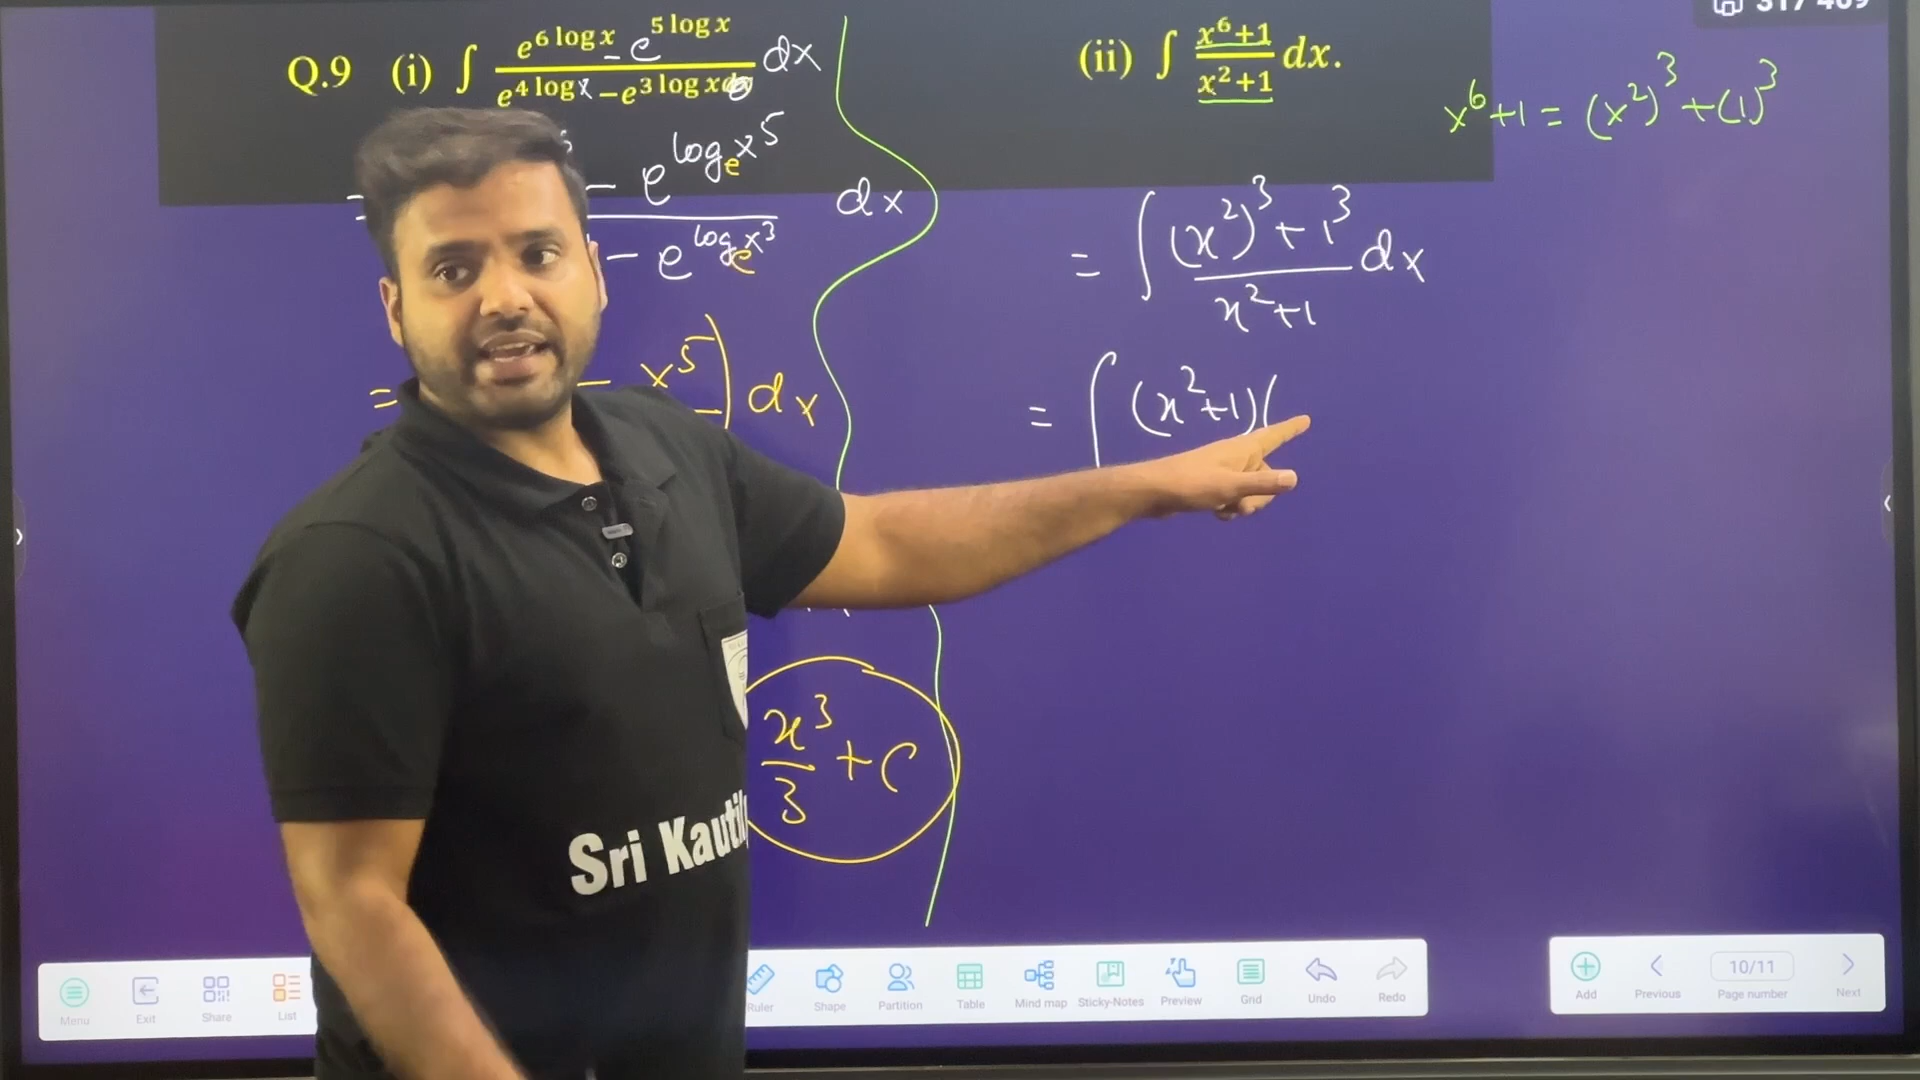 Q.9 (i) ∫ (e^{6 log x} - e^{5 log x}) / (e^{4 log x} - e^{3 log x}) dx
- e^{log_e x^5}
= dx
- e^{log_e x^3}
= - x^5 ) dx
x^3/3 + C
(ii) ∫ (x^6+1)/(x^2+1) dx.
x^6+1 = (x^2)^3 + (1)^3
= ∫ ((x^2)^3 + 1^3)/(x^2+1) dx
= ∫ (x^2+1)(
Sri Kautil
Menu Exit Share List Ruler Shape Partition Table Mind map Sticky-Notes Preview Grid Undo Redo
Add Previous 10/11 Page number Next